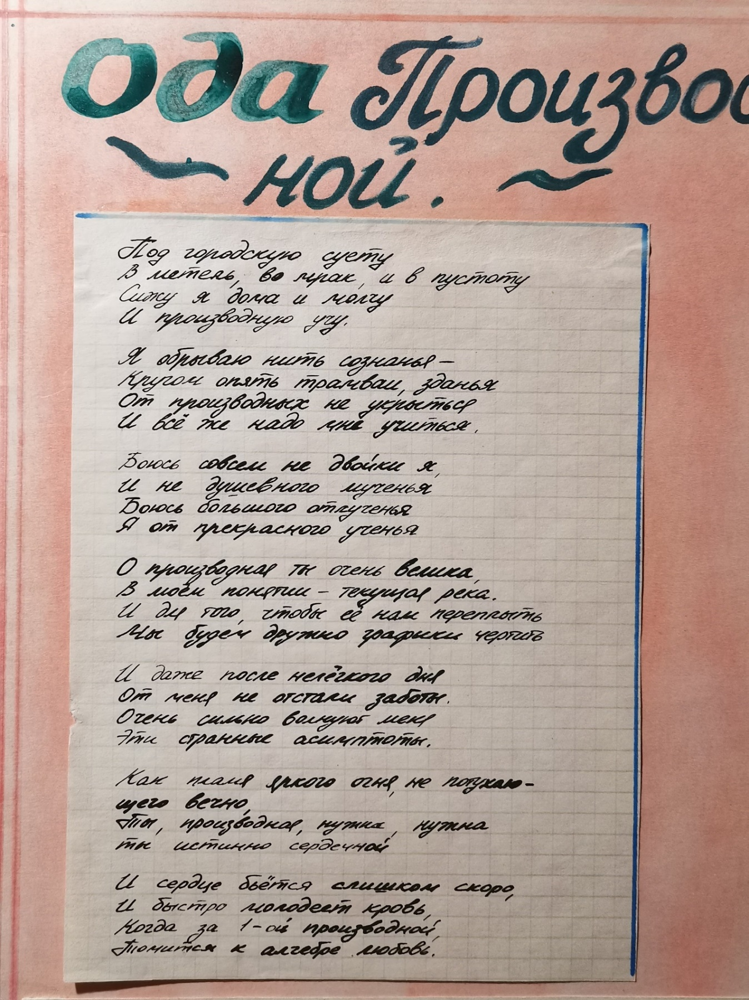 Ода Производ
ной.
Под городскую суету
В метель, во мрак, и в пустоту
Сижу я дома и молчу
И производную учу.
Я обрываю нить сознанья –
Кругом опять трамваи, зданья
От производных не укрыться
И всё же надо мне учиться.
Боюсь совсем не двойки я,
И не душевного мученья
Боюсь большого отлученья
Я от прекрасного ученья
О производная ты очень велика,
В моём понятии – текущая река.
И для того, чтобы её нам переплыть
Мы будем дружно графики чертить
И даже после нелёгкого дня
От меня не отстали заботы.
Очень сильно волнуют меня
Эти странные асимптоты.
Как пламя яркого огня, не потухаю-
щего вечно,
Ты, производная, нужна, нужна
ты истинно сердечной
И сердце бьётся слишком скоро,
И быстро молодеет кровь,
Когда за 1-ой производной,
Томится к алгебре любовь.